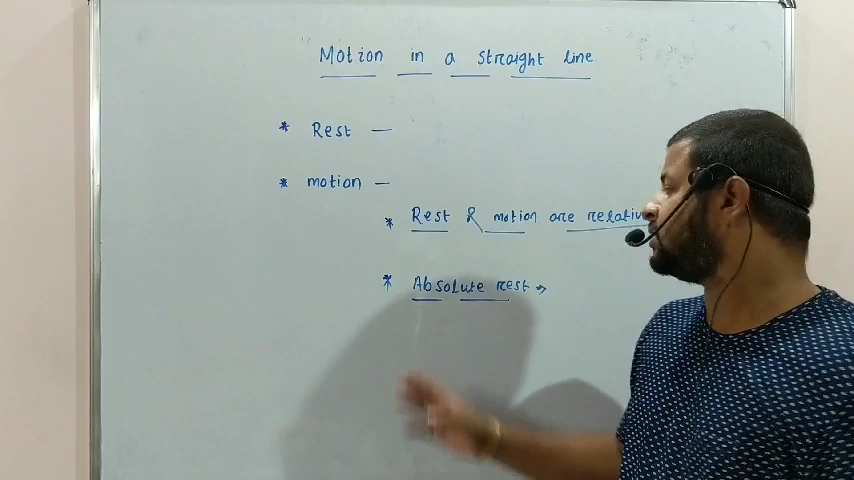 Motion in a straight line
* Rest —
* motion —
* Rest & motion are relativ
* Absolute rest →